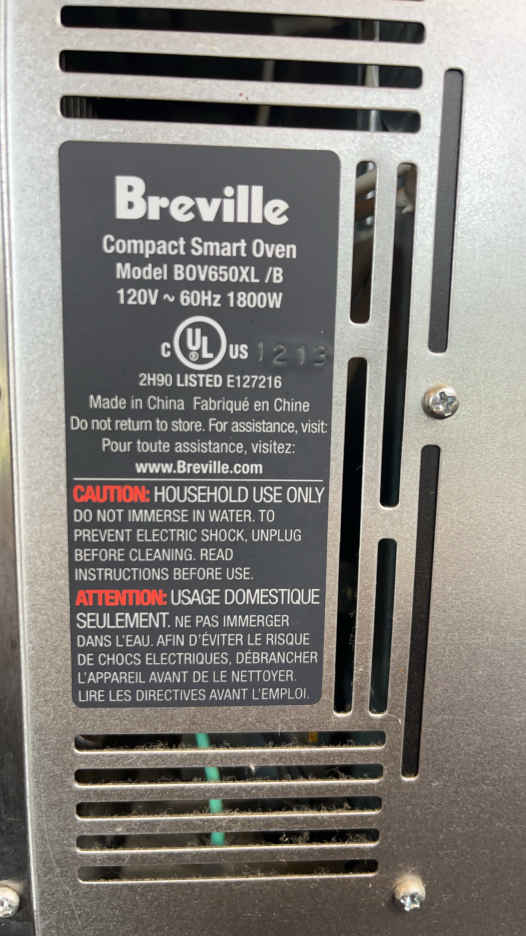 Breville
Compact Smart Oven
Model BOV650XL /B
120V ~ 60Hz 1800W
C UL ® US 1213
2H90 LISTED E127216
Made in China Fabriqué en Chine
Do not return to store. For assistance, visit:
Pour toute assistance, visitez:
www.Breville.com
CAUTION: HOUSEHOLD USE ONLY
DO NOT IMMERSE IN WATER. TO
PREVENT ELECTRIC SHOCK, UNPLUG
BEFORE CLEANING. READ
INSTRUCTIONS BEFORE USE.
ATTENTION: USAGE DOMESTIQUE
SEULEMENT. NE PAS IMMERGER
DANS L'EAU. AFIN D'ÉVITER LE RISQUE
DE CHOCS ELECTRIQUES, DÉBRANCHER
L'APPAREIL AVANT DE LE NETTOYER.
LIRE LES DIRECTIVES AVANT L'EMPLOI.